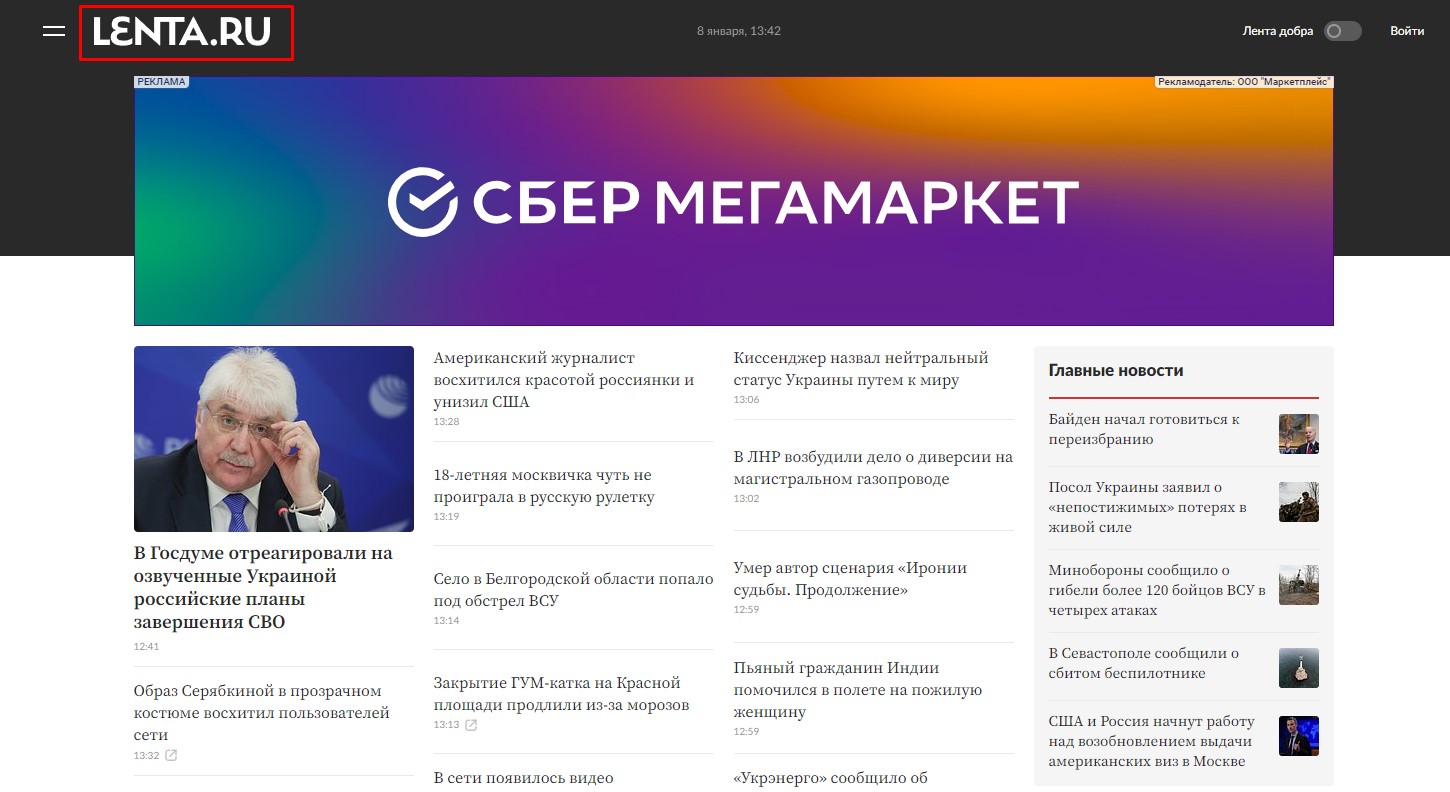 LENTA.RU
8 января, 13:42
Лента добра
Войти
РЕКЛАМА
Рекламодатель: ООО "Маркетплейс"
СБЕР МЕГАМАРКЕТ
В Госдуме отреагировали на
озвученные Украиной
российские планы
завершения СВО
12:41
Образ Серябкиной в прозрачном
костюме восхитил пользователей
сети
13:32
Американский журналист
восхитился красотой россиянки и
унизил США
13:28
18-летняя москвичка чуть не
проиграла в русскую рулетку
13:19
Село в Белгородской области попало
под обстрел ВСУ
13:14
Закрытие ГУМ-катка на Красной
площади продлили из-за морозов
13:13
В сети появилось видео
Киссенджер назвал нейтральный
статус Украины путем к миру
13:06
В ЛНР возбудили дело о диверсии на
магистральном газопроводе
13:02
Умер автор сценария «Иронии
судьбы. Продолжение»
12:59
Пьяный гражданин Индии
помочился в полете на пожилую
женщину
12:59
«Укрэнерго» сообщило об
Главные новости
Байден начал готовиться к
переизбранию
Посол Украины заявил о
«непостижимых» потерях в
живой силе
Минобороны сообщило о
гибели более 120 бойцов ВСУ в
четырех атаках
В Севастополе сообщили о
сбитом беспилотнике
США и Россия начнут работу
над возобновлением выдачи
американских виз в Москве